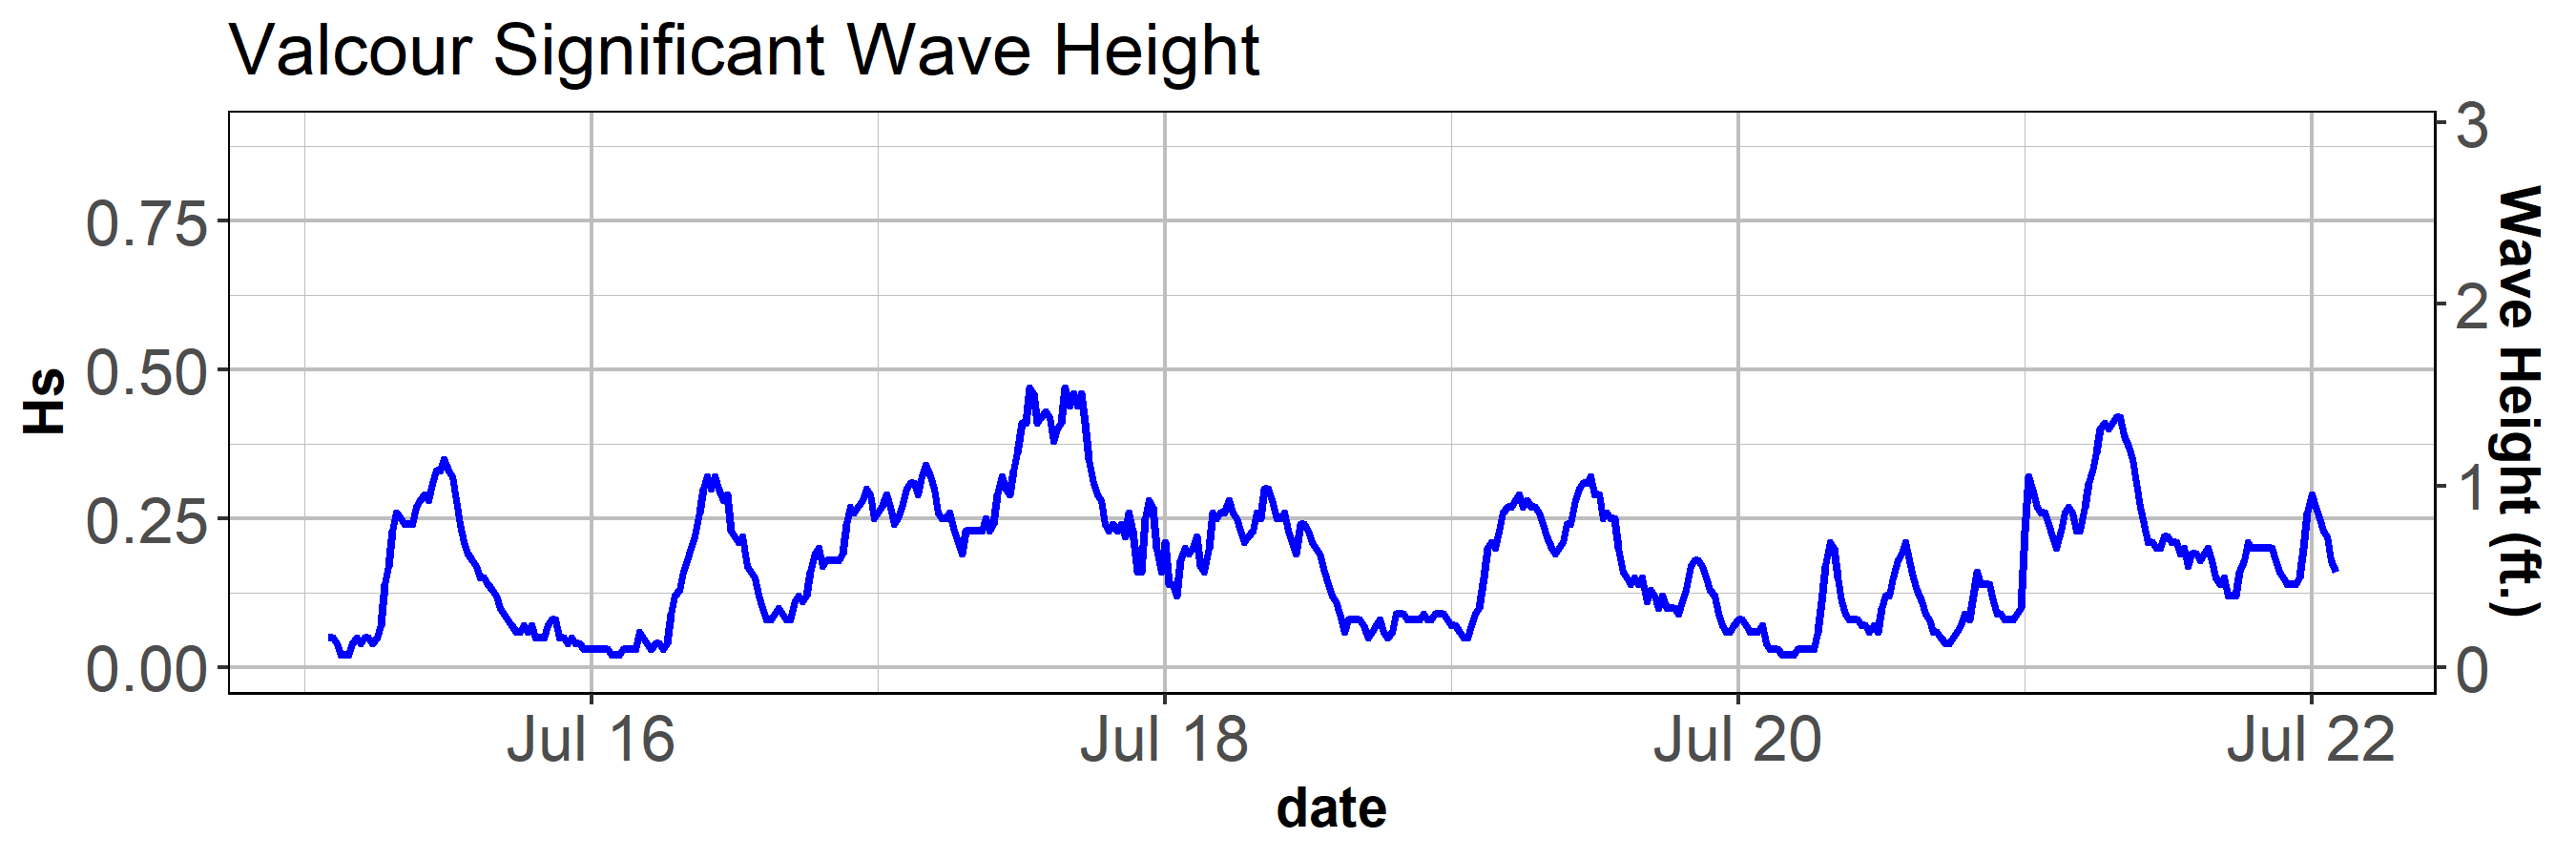 Valcour Significant Wave Height
Hs
0.75
0.50
0.25
0.00
3
2
1
0
Wave Height (ft.)
Jul 16
Jul 18
Jul 20
Jul 22
date